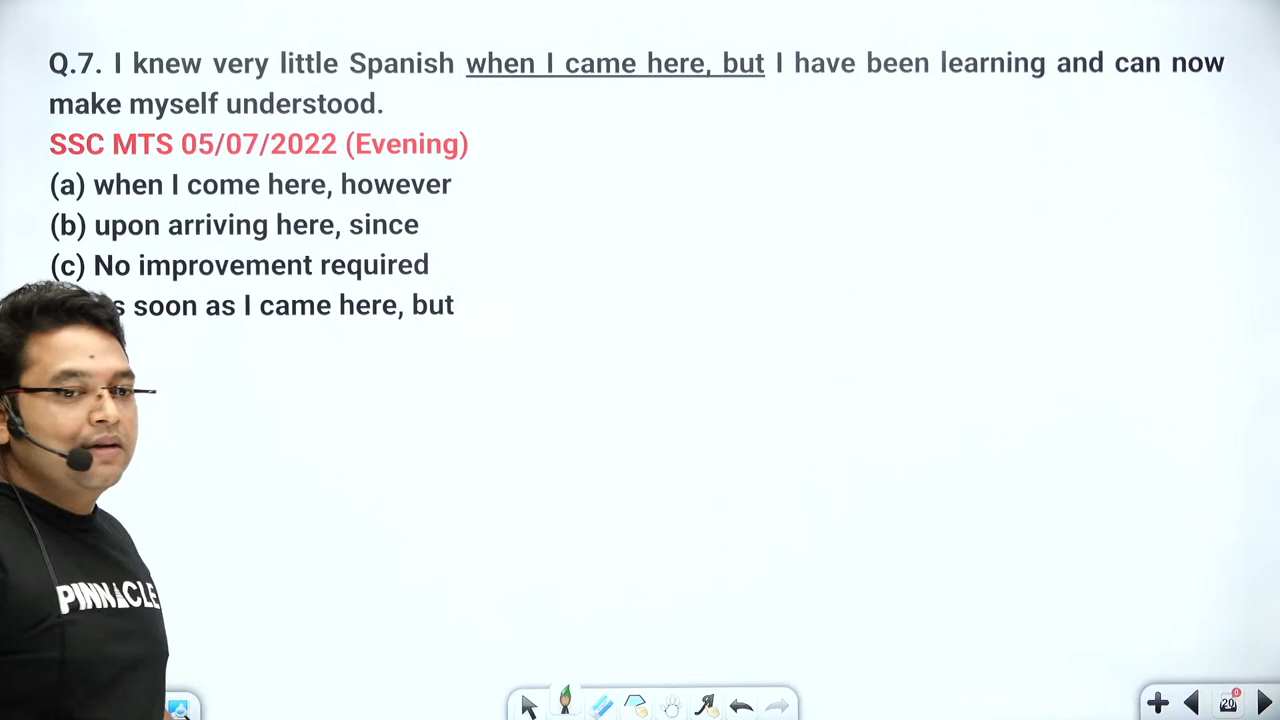 Q.7. I knew very little Spanish when I came here, but I have been learning and can now
make myself understood.
SSC MTS 05/07/2022 (Evening)
(a) when I come here, however
(b) upon arriving here, since
(c) No improvement required
soon as I came here, but
PINNACLE
20
0